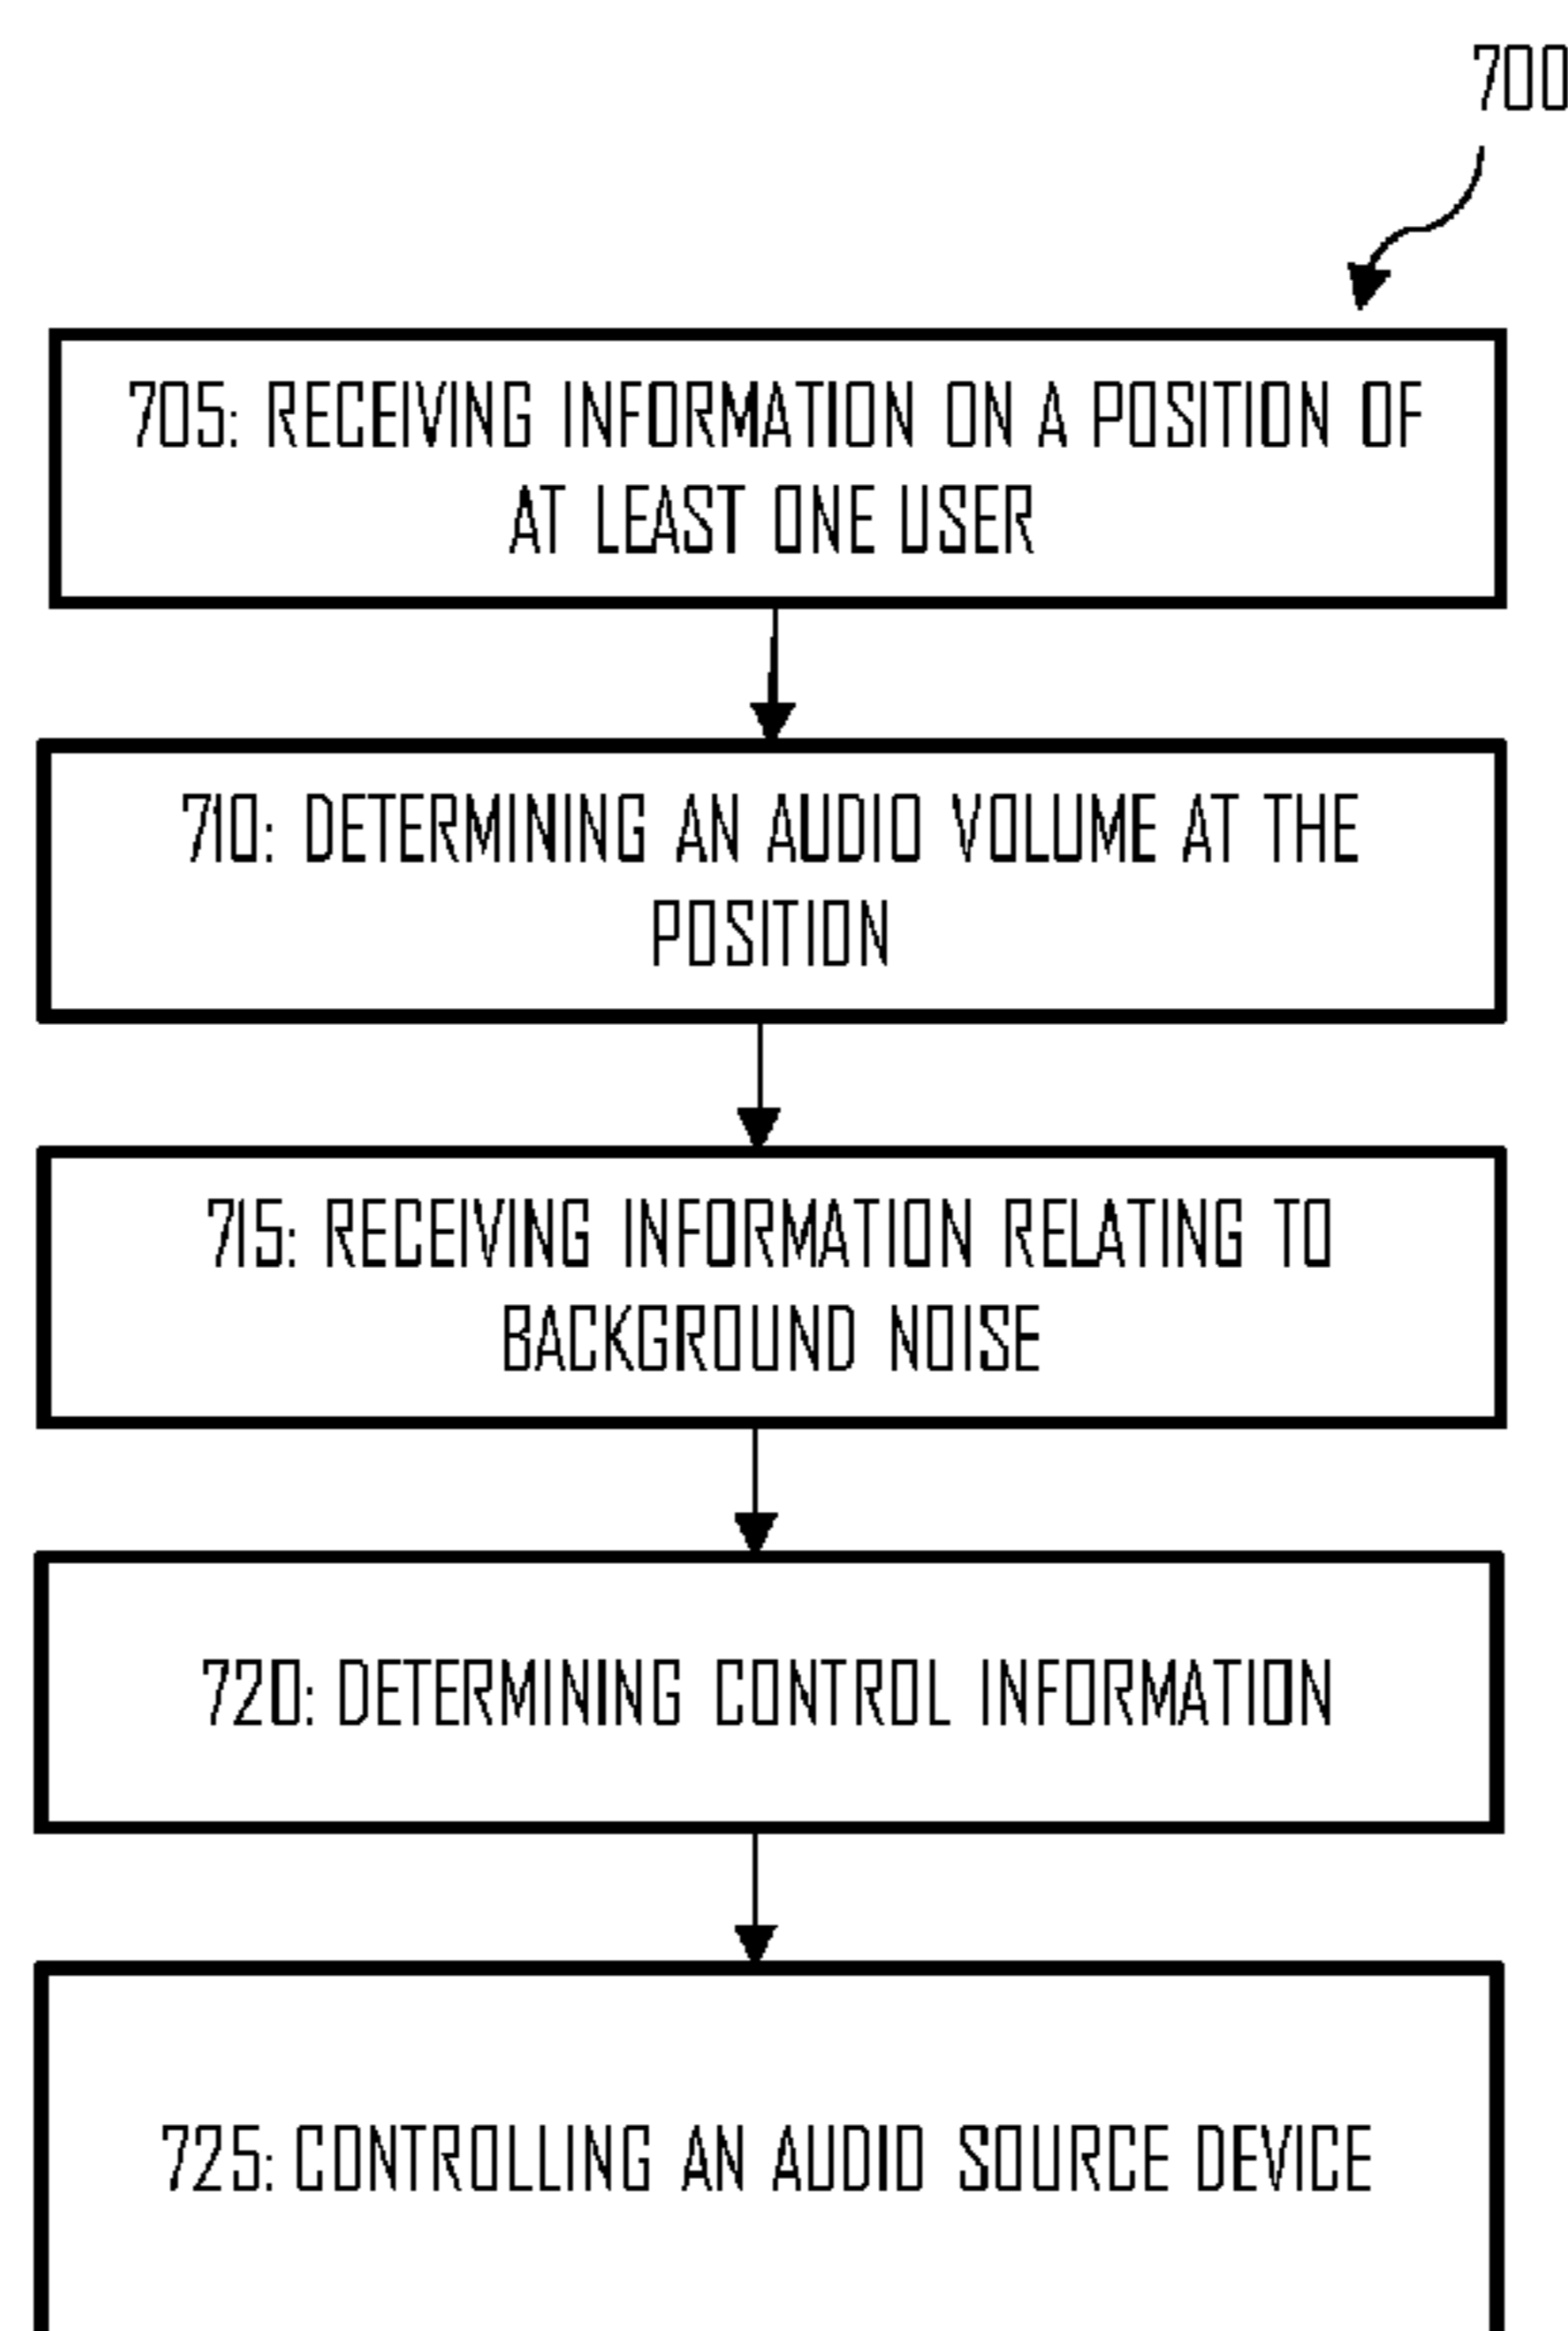 700
705: RECEIVING INFORMATION ON A POSITION OF
AT LEAST ONE USER
710: DETERMINING AN AUDIO VOLUME AT THE
POSITION
715: RECEIVING INFORMATION RELATING TO
BACKGROUND NOISE
720: DETERMINING CONTROL INFORMATION
725: CONTROLLING AN AUDIO SOURCE DEVICE